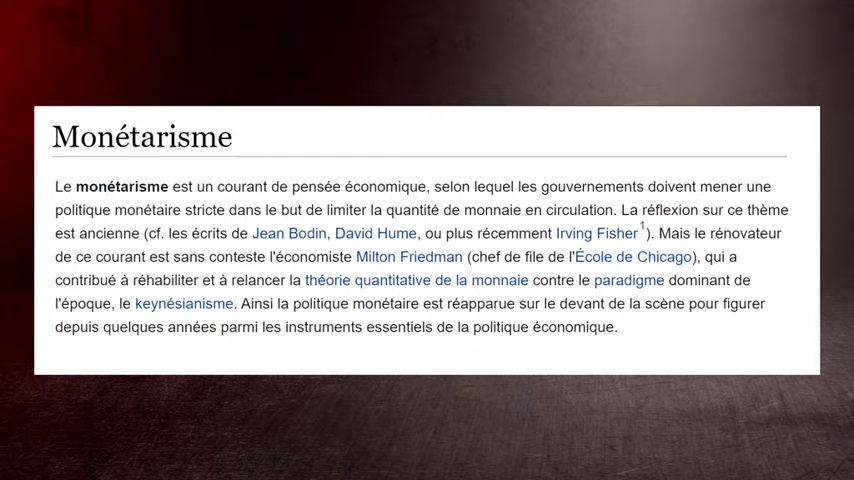 Monétarisme
Le monétarisme est un courant de pensée économique, selon lequel les gouvernements doivent mener une
politique monétaire stricte dans le but de limiter la quantité de monnaie en circulation. La réflexion sur ce thème
est ancienne (cf. les écrits de Jean Bodin, David Hume, ou plus récemment Irving Fisher1). Mais le rénovateur
de ce courant est sans conteste l'économiste Milton Friedman (chef de file de l'École de Chicago), qui a
contribué à réhabiliter et à relancer la théorie quantitative de la monnaie contre le paradigme dominant de
l'époque, le keynésianisme. Ainsi la politique monétaire est réapparue sur le devant de la scène pour figurer
depuis quelques années parmi les instruments essentiels de la politique économique.